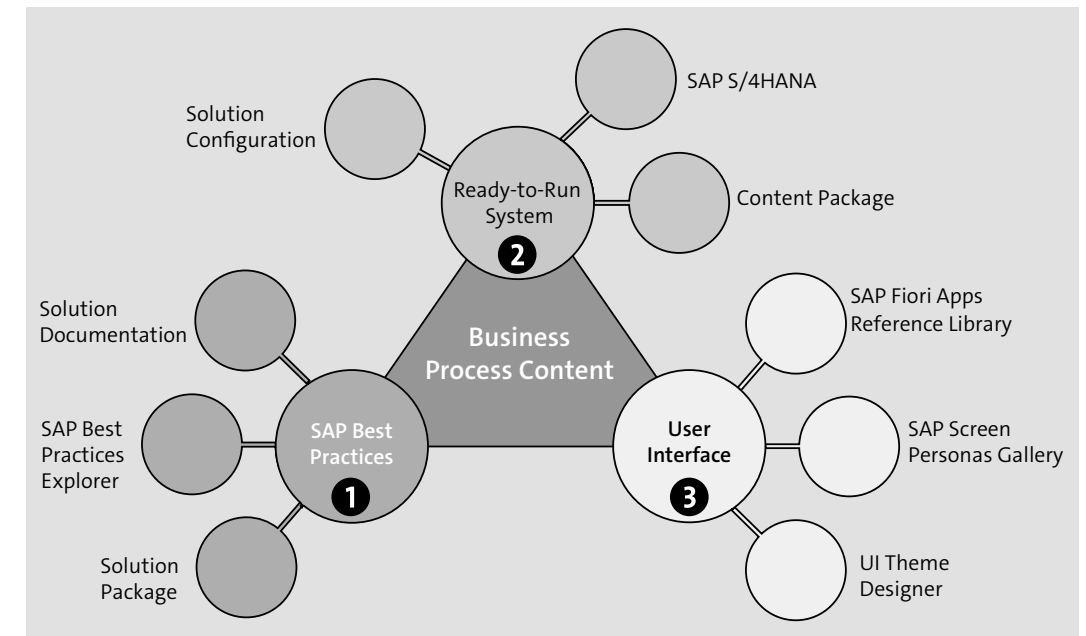 SAP S/4HANA
Solution
Configuration
Ready-to-Run
System
2
Content Package
Solution
Documentation
Business
Process Content
SAP Fiori Apps
Reference Library
SAP Best
Practices
Explorer
SAP Best
Practices
1
User
Interface
3
SAP Screen
Personas Gallery
Solution
Package
UI Theme
Designer